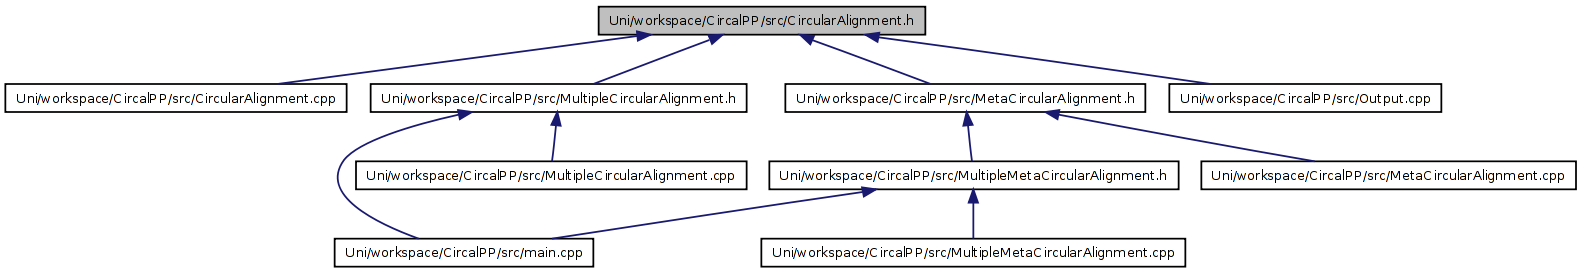 Uni/workspace/CircalPP/src/CircularAlignment.h
Uni/workspace/CircalPP/src/CircularAlignment.cpp
Uni/workspace/CircalPP/src/MultipleCircularAlignment.h
Uni/workspace/CircalPP/src/MetaCircularAlignment.h
Uni/workspace/CircalPP/src/Output.cpp
Uni/workspace/CircalPP/src/MultipleCircularAlignment.cpp
Uni/workspace/CircalPP/src/MultipleMetaCircularAlignment.h
Uni/workspace/CircalPP/src/MetaCircularAlignment.cpp
Uni/workspace/CircalPP/src/main.cpp
Uni/workspace/CircalPP/src/MultipleMetaCircularAlignment.cpp